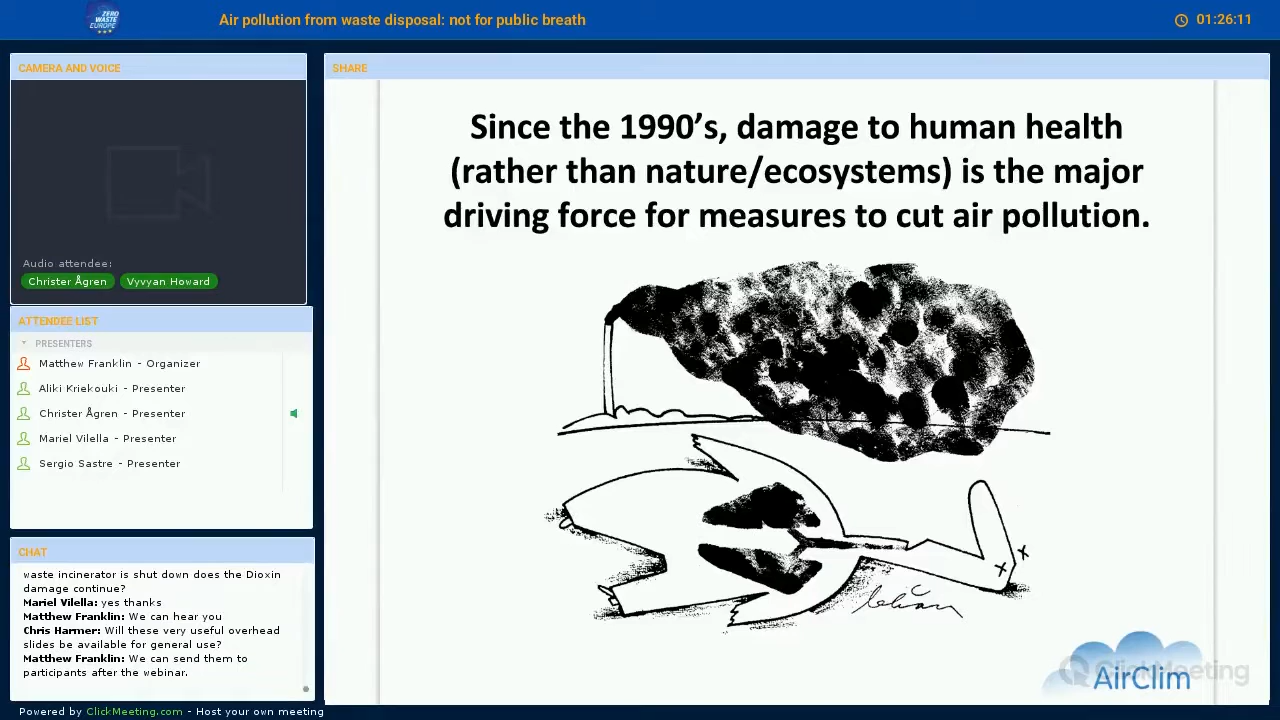 ZERO WASTE EUROPE
Air pollution from waste disposal: not for public breath
01:26:11
CAMERA AND VOICE
Audio attendee:
Christer Ågren
Vyvyan Howard
ATTENDEE LIST
PRESENTERS
Matthew Franklin - Organizer
Aliki Kriekouki - Presenter
Christer Ågren - Presenter
Mariel Vilella - Presenter
Sergio Sastre - Presenter
CHAT
waste incinerator is shut down does the Dioxin
damage continue?
Mariel Vilella: yes thanks
Matthew Franklin: We can hear you
Chris Harmer: Will these very useful overhead
slides be available for general use?
Matthew Franklin: We can send them to
participants after the webinar.
SHARE
Since the 1990’s, damage to human health
(rather than nature/ecosystems) is the major
driving force for measures to cut air pollution.
ClickMeeting
AirClim
Powered by ClickMeeting.com - Host your own meeting